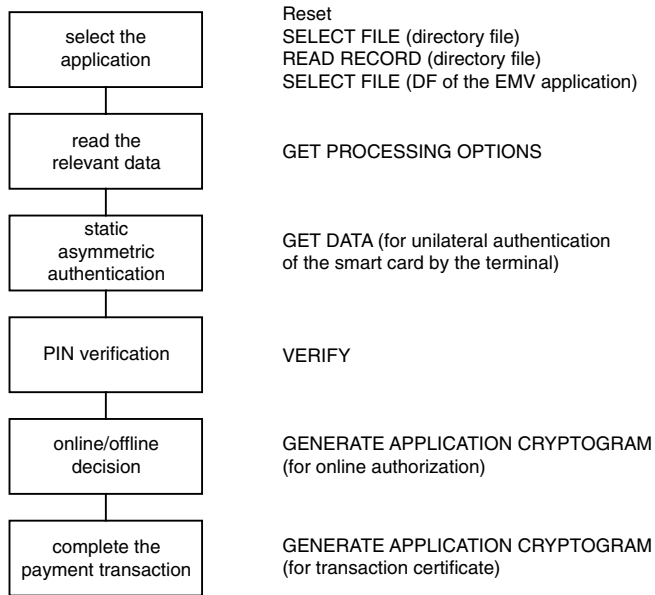 select the
application
Reset
SELECT FILE (directory file)
READ RECORD (directory file)
SELECT FILE (DF of the EMV application)
read the
relevant data
GET PROCESSING OPTIONS
static
asymmetric
authentication
GET DATA (for unilateral authentication
of the smart card by the terminal)
PIN verification
VERIFY
online/offline
decision
GENERATE APPLICATION CRYPTOGRAM
(for online authorization)
complete the
payment transaction
GENERATE APPLICATION CRYPTOGRAM
(for transaction certificate)